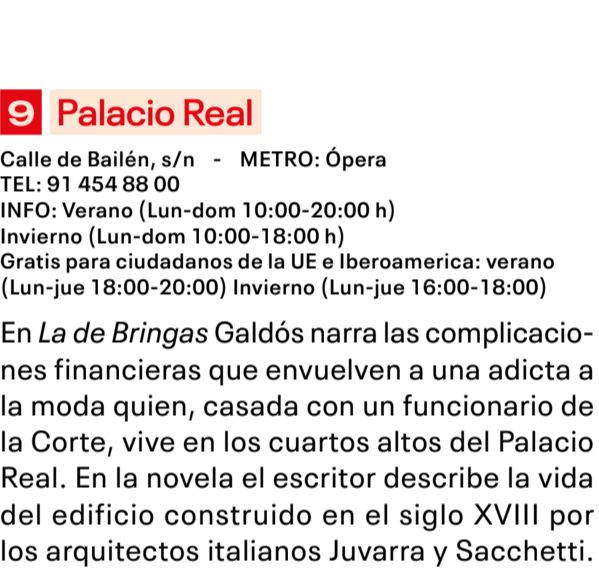 9 Palacio Real
Calle de Bailén, s/n - METRO: Ópera
TEL: 91 454 88 00
INFO: Verano (Lun-dom 10:00-20:00 h)
Invierno (Lun-dom 10:00-18:00 h)
Gratis para ciudadanos de la UE e Iberoamerica: verano
(Lun-jue 18:00-20:00) Invierno (Lun-jue 16:00-18:00)
En La de Bringas Galdós narra las complicacio-
nes financieras que envuelven a una adicta a
la moda quien, casada con un funcionario de
la Corte, vive en los cuartos altos del Palacio
Real. En la novela el escritor describe la vida
del edificio construido en el siglo XVIII por
los arquitectos italianos Juvarra y Sacchetti.